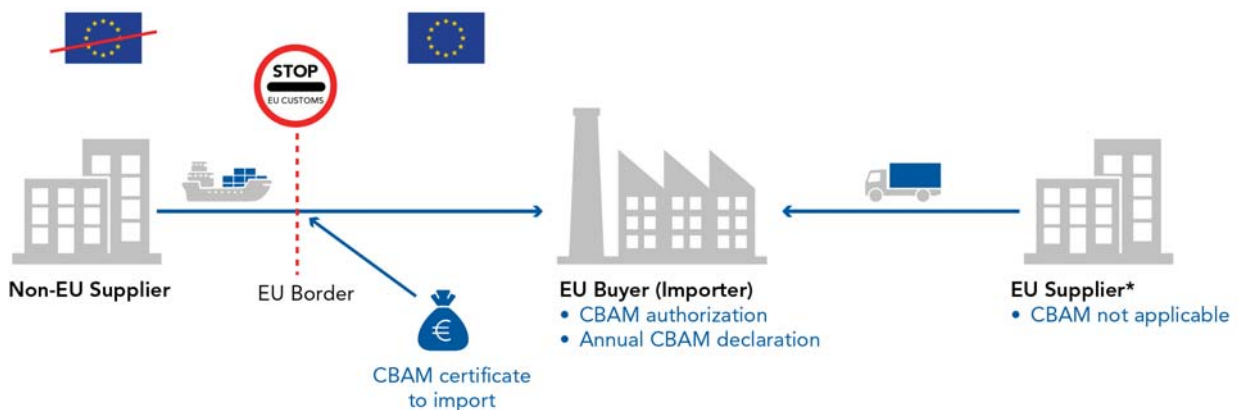 STOP
EU CUSTOMS
Non-EU Supplier
EU Border
EU Buyer (Importer)
• CBAM authorization
• Annual CBAM declaration
EU Supplier*
• CBAM not applicable
€
CBAM certificate
to import